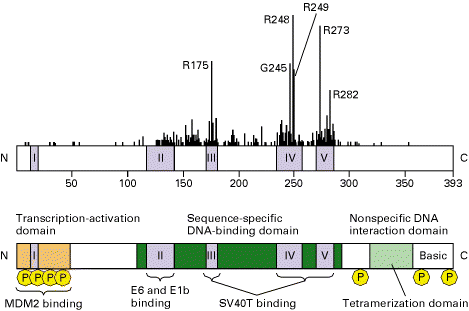 R248
R249
R273
R175
G245
R282
N
I
II
III
IV
V
C
50
100
150
200
250
300
350
393
Transcription-activation
domain
Sequence-specific
DNA-binding domain
Nonspecific DNA
interaction domain
N
I
II
III
IV
V
Basic
C
P P P P
P
P
P
MDM2 binding
E6 and E1b
binding
SV40T binding
Tetramerization domain